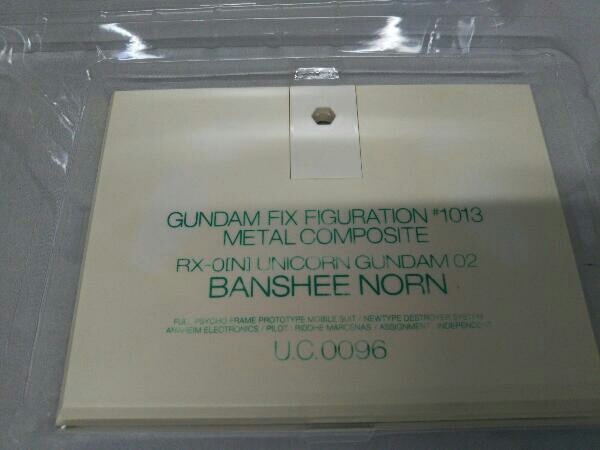 GUNDAM FIX FIGURATION #1013
METAL COMPOSITE
RX-0[N] UNICORN GUNDAM 02
BANSHEE NORN
FULL PSYCHO-FRAME PROTOTYPE MOBILE SUIT / NEWTYPE DESTROYER SYSTEM
ANAHEIM ELECTRONICS / PILOT : RIDDHE MARCENAS / ASSIGNMENT : INDEPENDENT
U.C.0096